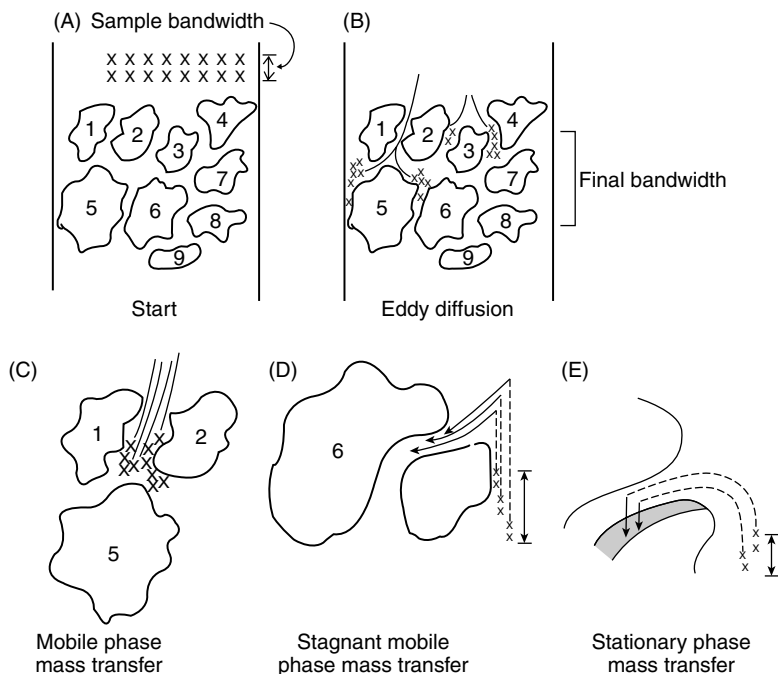 (A) Sample bandwidth
x x x x x x x x
x x x x x x x x
1
2
3
4
5
6
7
8
9
Start
(B)
1
2
3
4
5
6
7
8
9
x x x x x x x x x
x x x x x x
x x x x
x x x x x x x
Final bandwidth
Eddy diffusion
(C)
1
2
x x x x x x x x x x x
5
Mobile phase
mass transfer
(D)
6
x
x
x
x
x
Stagnant mobile
phase mass transfer
(E)
x
x
x
x
Stationary phase
mass transfer